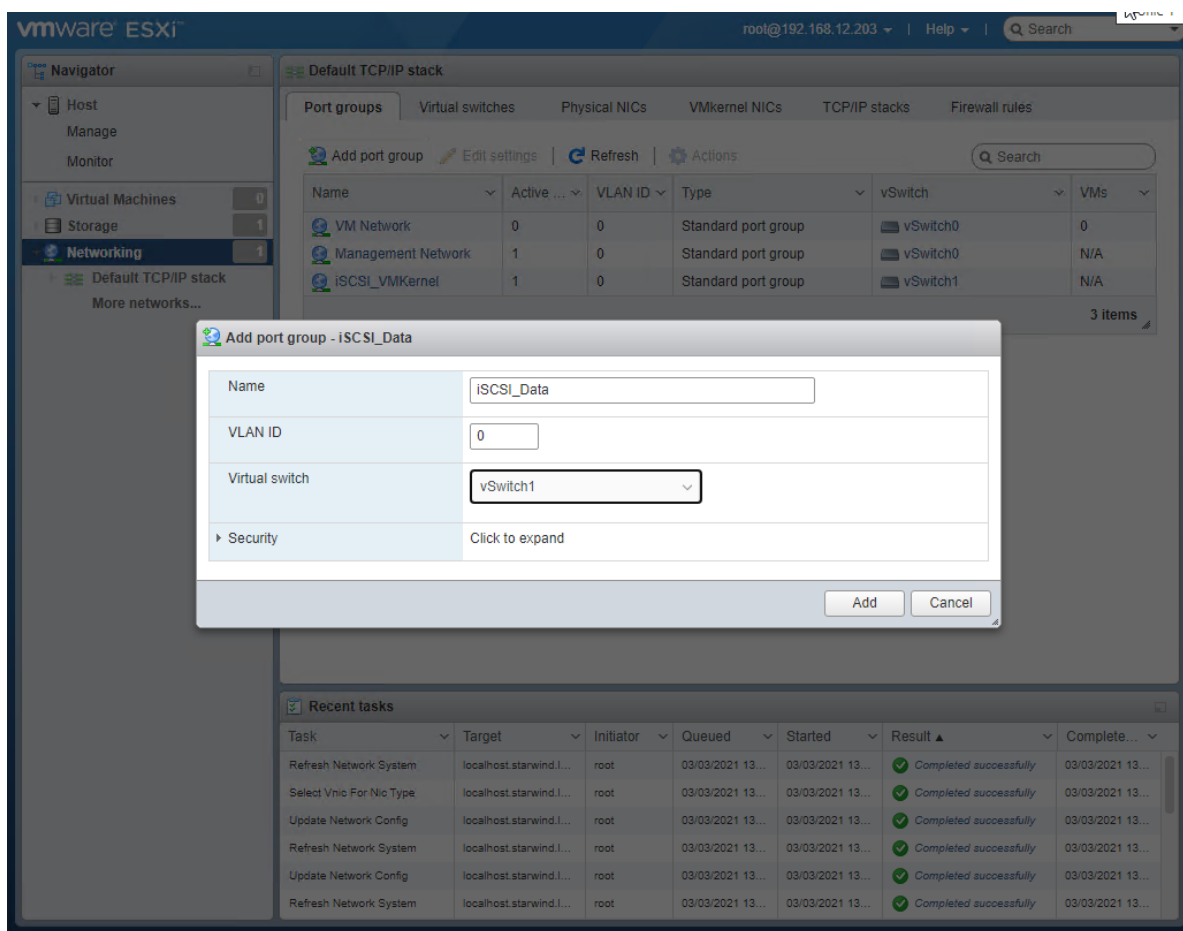 vmware ESXi™
root@192.168.12.203 | Help | Search
Navigator
Host
Manage
Monitor
Virtual Machines 0
Storage 1
Networking 1
Default TCP/IP stack
More networks...
Default TCP/IP stack
Port groups Virtual switches Physical NICs VMkernel NICs TCP/IP stacks Firewall rules
Add port group Edit settings | Refresh | Actions Search
Name Active ... VLAN ID Type vSwitch VMs
VM Network 0 0 Standard port group vSwitch0 0
Management Network 1 0 Standard port group vSwitch0 N/A
iSCSI_VMKernel 1 0 Standard port group vSwitch1 N/A
3 items
Add port group - iSCSI_Data
Name iSCSI_Data
VLAN ID 0
Virtual switch vSwitch1
Security Click to expand
Add Cancel
Recent tasks
Task Target Initiator Queued Started Result ▲ Complete...
Refresh Network System localhost.starwind.l... root 03/03/2021 13... 03/03/2021 13... Completed successfully 03/03/2021 13...
Select Vnic For Nic Type localhost.starwind.l... root 03/03/2021 13... 03/03/2021 13... Completed successfully 03/03/2021 13...
Update Network Config localhost.starwind.l... root 03/03/2021 13... 03/03/2021 13... Completed successfully 03/03/2021 13...
Refresh Network System localhost.starwind.l... root 03/03/2021 13... 03/03/2021 13... Completed successfully 03/03/2021 13...
Update Network Config localhost.starwind.l... root 03/03/2021 13... 03/03/2021 13... Completed successfully 03/03/2021 13...
Refresh Network System localhost.starwind.l... root 03/03/2021 13... 03/03/2021 13... Completed successfully 03/03/2021 13...